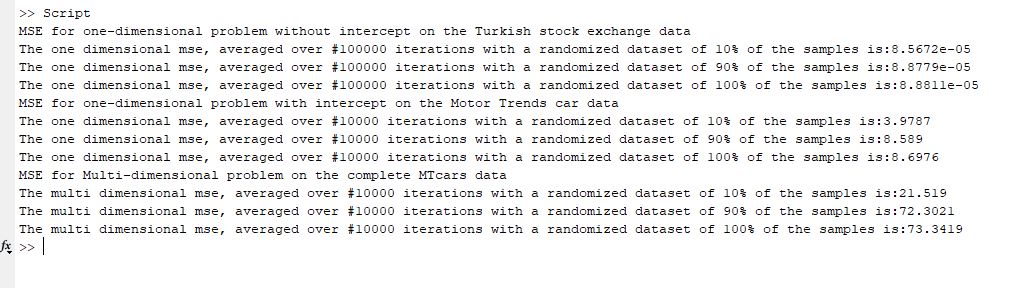 >> Script
MSE for one-dimensional problem without intercept on the Turkish stock exchange data
The one dimensional mse, averaged over #100000 iterations with a randomized dataset of 10% of the samples is:8.5672e-05
The one dimensional mse, averaged over #100000 iterations with a randomized dataset of 90% of the samples is:8.8779e-05
The one dimensional mse, averaged over #100000 iterations with a randomized dataset of 100% of the samples is:8.8811e-05
MSE for one-dimensional problem with intercept on the Motor Trends car data
The one dimensional mse, averaged over #10000 iterations with a randomized dataset of 10% of the samples is:3.9787
The one dimensional mse, averaged over #10000 iterations with a randomized dataset of 90% of the samples is:8.589
The one dimensional mse, averaged over #10000 iterations with a randomized dataset of 100% of the samples is:8.6976
MSE for Multi-dimensional problem on the complete MTcars data
The multi dimensional mse, averaged over #10000 iterations with a randomized dataset of 10% of the samples is:21.519
The multi dimensional mse, averaged over #10000 iterations with a randomized dataset of 90% of the samples is:72.3021
The multi dimensional mse, averaged over #10000 iterations with a randomized dataset of 100% of the samples is:73.3419
fx >>